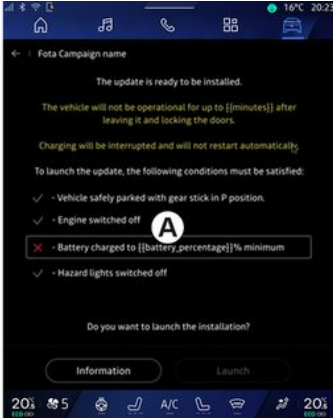 16°C 20:23
Fota Campaign name
The update is ready to be installed.
The vehicle will not be operational for up to {{minutes}} after
leaving it and locking the doors.
Charging will be interrupted and will not restart automatically.
To launch the update, the following conditions must be satisfied:
- Vehicle safely parked with gear stick in P position.
- Engine switched off
A
- Battery charged to {{battery_percentage}}% minimum
- Hazard lights switched off
Do you want to launch the installation?
Information Launch
20.5 5 A/C 20.5
ECO ECO